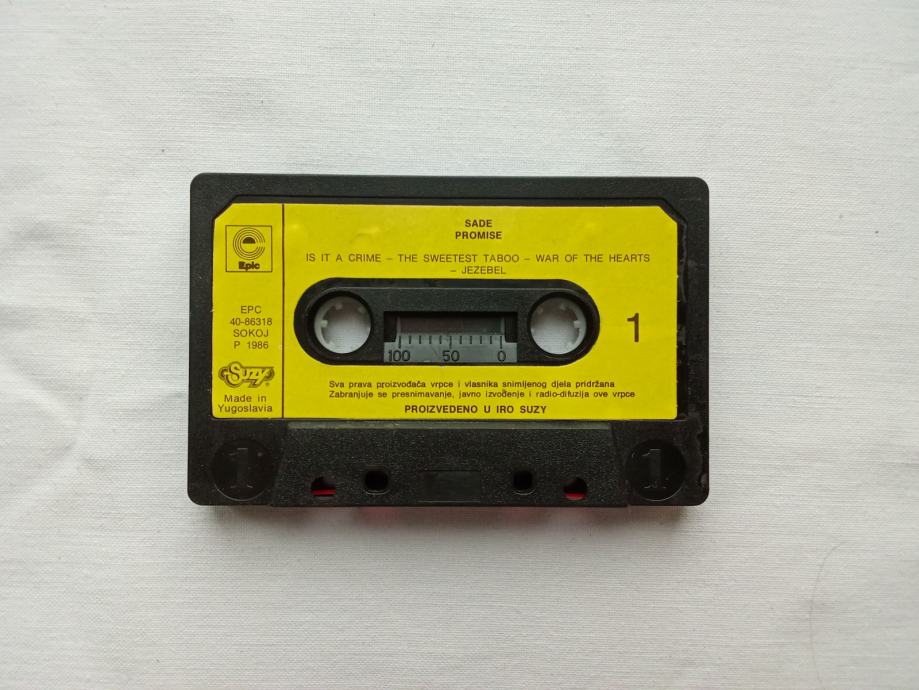 SADE
PROMISE
IS IT A CRIME – THE SWEETEST TABOO – WAR OF THE HEARTS
– JEZEBEL
Epic
EPC
40-86318
SOKOJ
P 1986
Suzy
Made in
Yugoslavia
1
100 50 0
Sva prava proizvođača vrpce i vlasnika snimljenog djela pridržana
Zabranjuje se presnimavanje, javno izvođenje i radio-difuzija ove vrpce
PROIZVEDENO U IRO SUZY
1
1